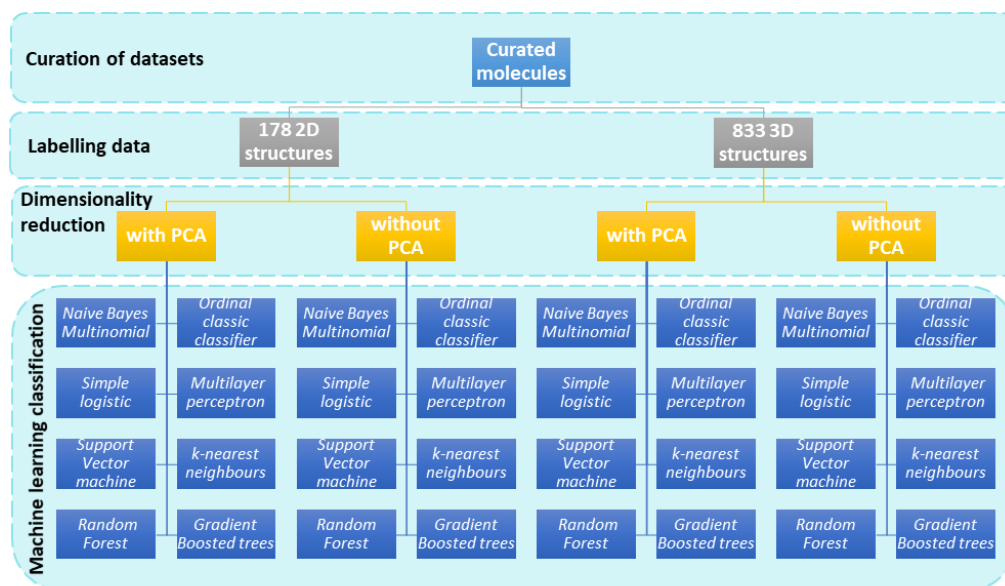 Curation of datasets
Curated
molecules
Labelling data
178 2D
structures
833 3D
structures
Dimensionality
reduction
with PCA
without
PCA
with PCA
without
PCA
Machine learning classification
Naive Bayes
Multinomial
Ordinal
classic
classifier
Naive Bayes
Multinomial
Ordinal
classic
classifier
Naive Bayes
Multinomial
Ordinal
classic
classifier
Naive Bayes
Multinomial
Ordinal
classic
classifier
Simple
logistic
Multilayer
perceptron
Simple
logistic
Multilayer
perceptron
Simple
logistic
Multilayer
perceptron
Simple
logistic
Multilayer
perceptron
Support
Vector
machine
k-nearest
neighbours
Support
Vector
machine
k-nearest
neighbours
Support
Vector
machine
k-nearest
neighbours
Support
Vector
machine
k-nearest
neighbours
Random
Forest
Gradient
Boosted trees
Random
Forest
Gradient
Boosted trees
Random
Forest
Gradient
Boosted trees
Random
Forest
Gradient
Boosted trees